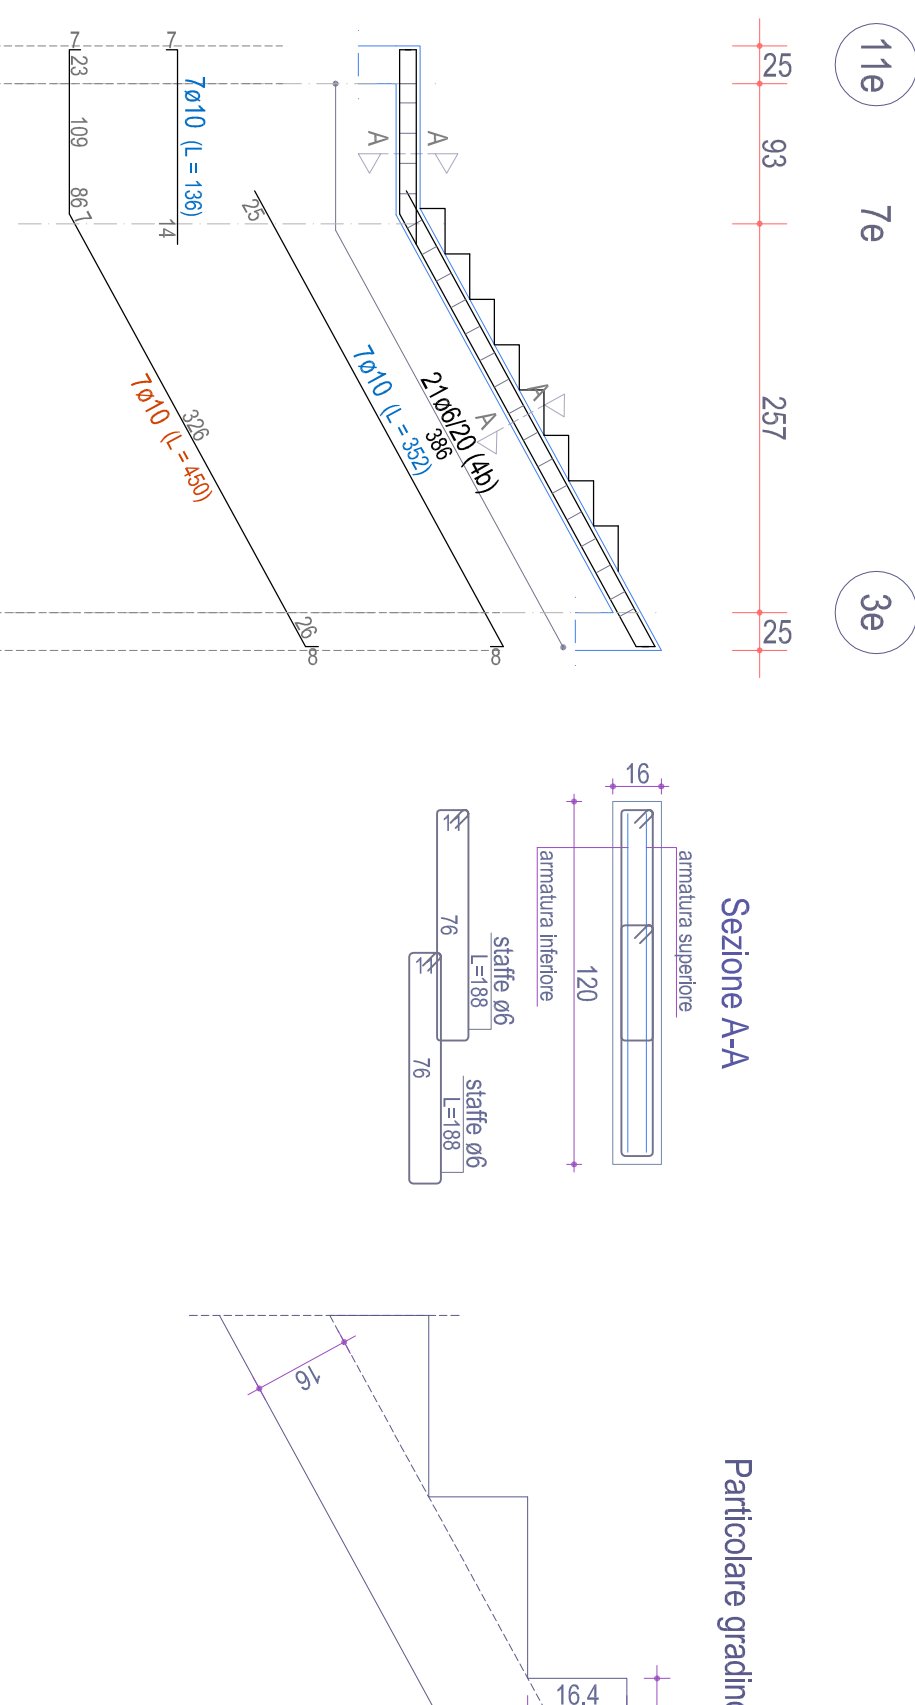 11e
7e
3e
25
93
257
25
A
A
A
A
7
7
23
109
86
7
14
7ø10 (L = 136)
25
7ø10 (L = 352)
21ø6/20 (4b)
386
326
7ø10 (L = 450)
26
8
8
Sezione A-A
16
armatura superiore
120
armatura inferiore
11
76
staffe ø6
L=188
76
staffe ø6
L=188
Particolare gradino
16
16.4